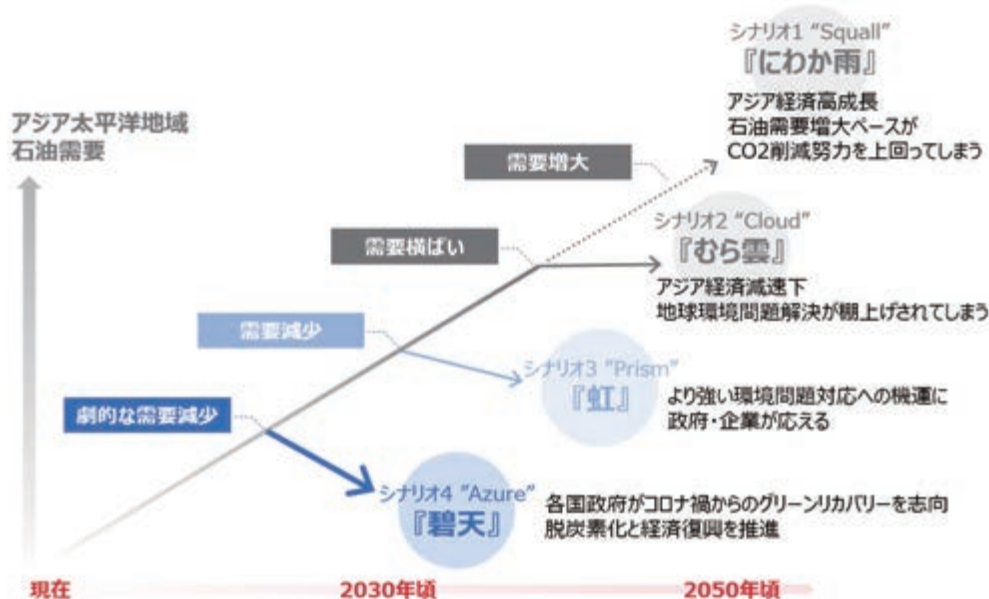 シナリオ1 “Squall”
『にわか雨』
アジア経済高成長
石油需要増大ペースが
CO2削減努力を上回ってしまう
アジア太平洋地域
石油需要
需要増大
シナリオ2 “Cloud”
『むら雲』
需要横ばい
アジア経済減速下
地球環境問題解決が棚上げされてしまう
需要減少
シナリオ3 “Prism”
『虹』
より強い環境問題対応への機運に
政府・企業が応える
劇的な需要減少
シナリオ4 “Azure”
『碧天』
各国政府がコロナ禍からのグリーンリカバリーを志向
脱炭素化と経済復興を推進
現在
2030年頃
2050年頃